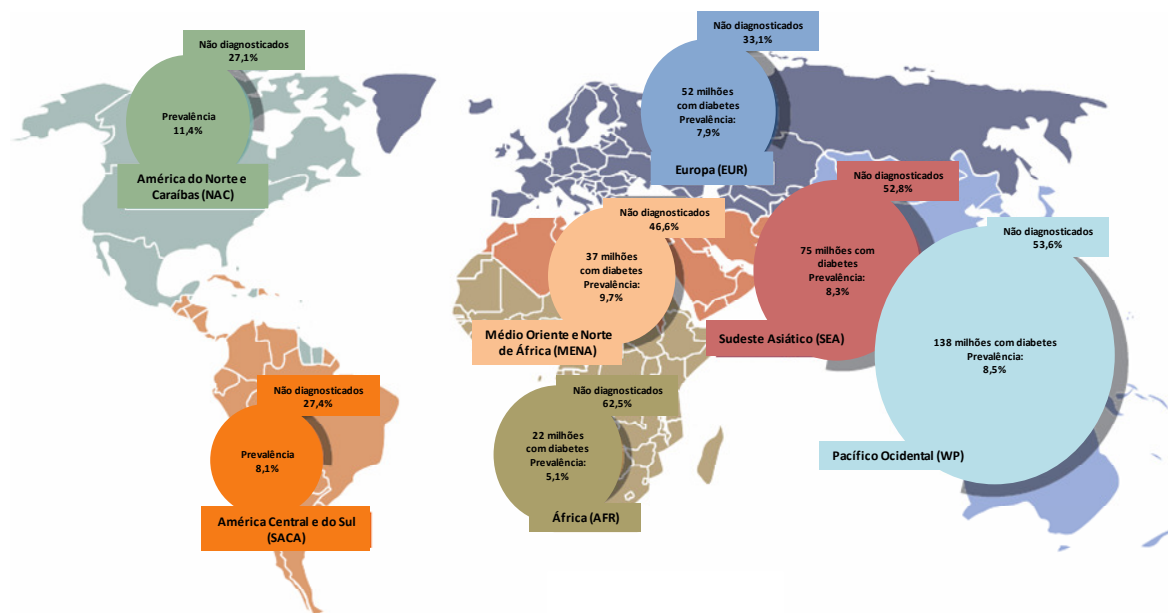 Não diagnosticados
27,1%
Prevalência
11,4%
América do Norte e
Caraíbas (NAC)
Não diagnosticados
33,1%
52 milhões
com diabetes
Prevalência:
7,9%
Europa (EUR)
Não diagnosticados
46,6%
37 milhões
com diabetes
Prevalência:
9,7%
Médio Oriente e Norte
de África (MENA)
Não diagnosticados
52,8%
75 milhões com
diabetes
Prevalência:
8,3%
Sudeste Asiático (SEA)
Não diagnosticados
53,6%
138 milhões com diabetes
Prevalência:
8,5%
Pacífico Ocidental (WP)
Não diagnosticados
27,4%
Prevalência
8,1%
América Central e do Sul
(SACA)
Não diagnosticados
62,5%
22 milhões
com diabetes
Prevalência:
5,1%
África (AFR)